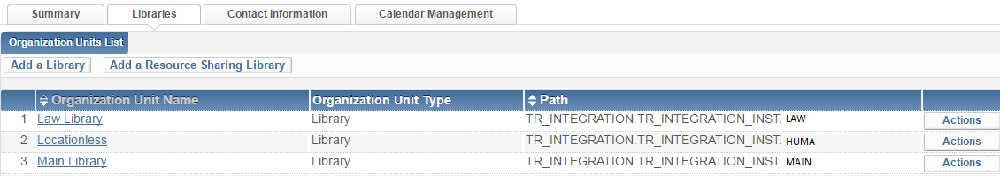 Summary Libraries Contact Information Calendar Management
Organization Units List
Add a Library Add a Resource Sharing Library
Organization Unit Name Organization Unit Type Path
1 Law Library Library TR_INTEGRATION.TR_INTEGRATION_INST. LAW Actions
2 Locationless Library TR_INTEGRATION.TR_INTEGRATION_INST. HUMA Actions
3 Main Library Library TR_INTEGRATION.TR_INTEGRATION_INST. MAIN Actions